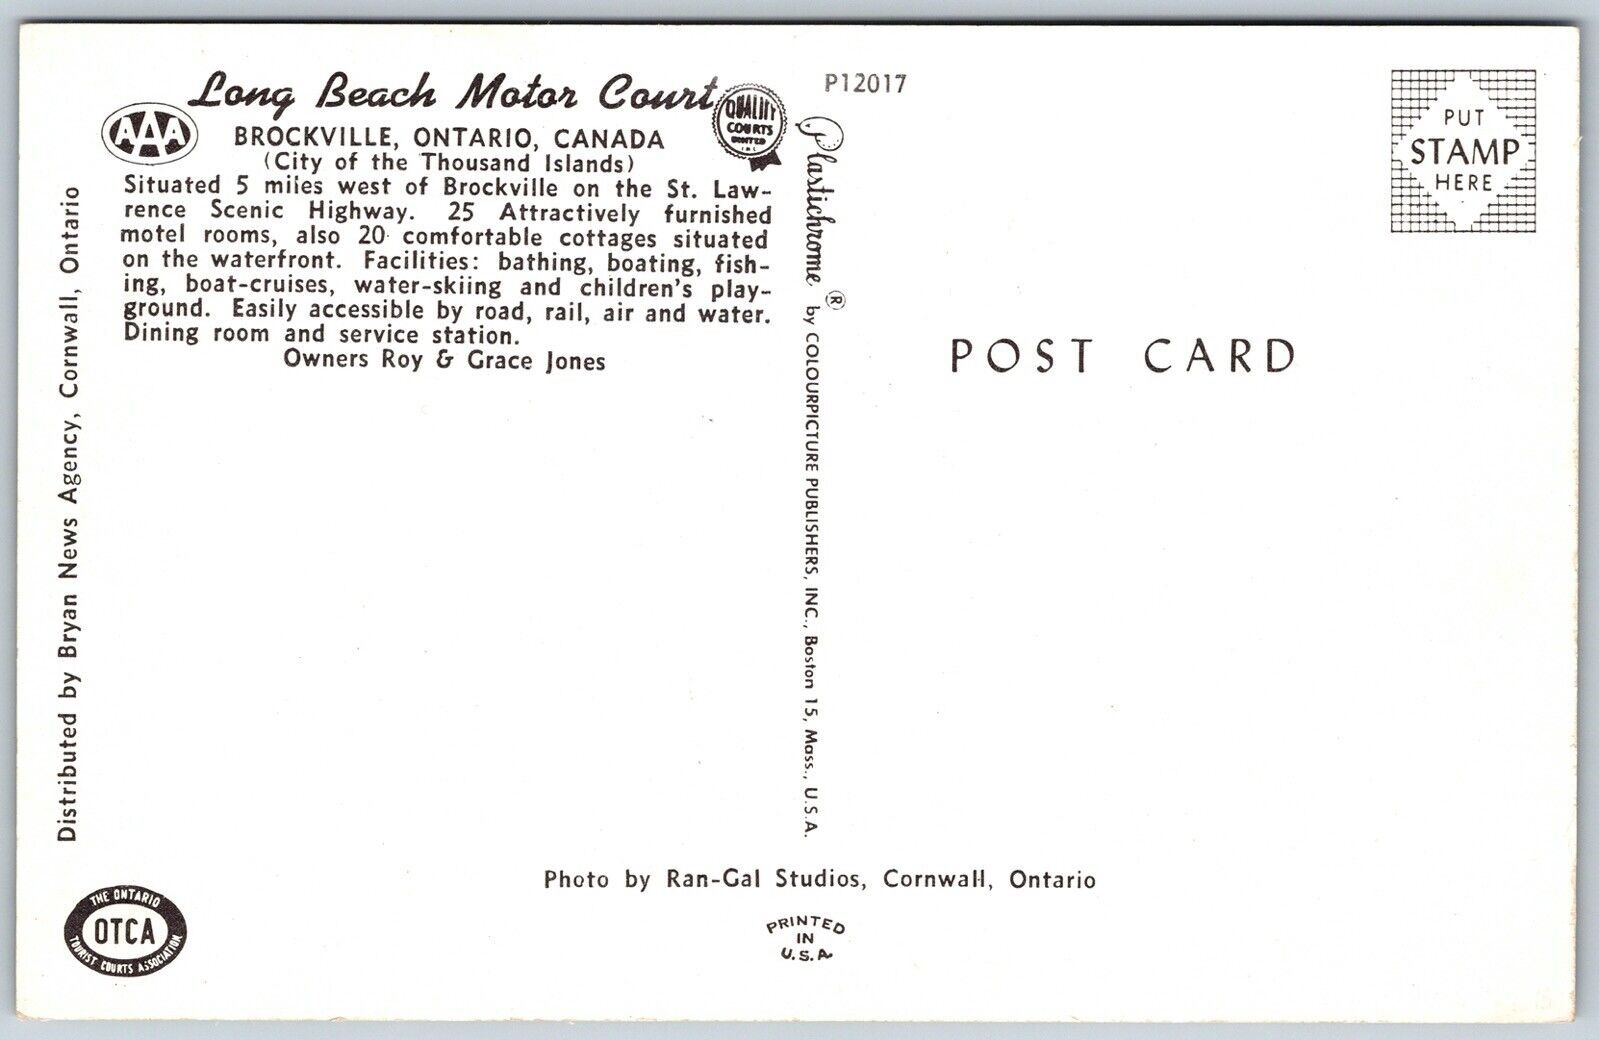 Long Beach Motor Court
AAA
QUALITY
COURTS
UNITED
INC
BROCKVILLE, ONTARIO, CANADA
(City of the Thousand Islands)
Situated 5 miles west of Brockville on the St. Law-
rence Scenic Highway. 25 Attractively furnished
motel rooms, also 20 comfortable cottages situated
on the waterfront. Facilities: bathing, boating, fish-
ing, boat-cruises, water-skiing and children's play-
ground. Easily accessible by road, rail, air and water.
Dining room and service station.
Owners Roy & Grace Jones
Distributed by Bryan News Agency, Cornwall, Ontario
THE ONTARIO
OTCA
TOURIST COURTS ASSOCIATION
P12017
Plastichrome ® by COLOURPICTURE PUBLISHERS, INC., Boston 15, Mass., U.S.A.
PUT
STAMP
HERE
POST CARD
Photo by Ran-Gal Studios, Cornwall, Ontario
PRINTED
IN
U.S.A